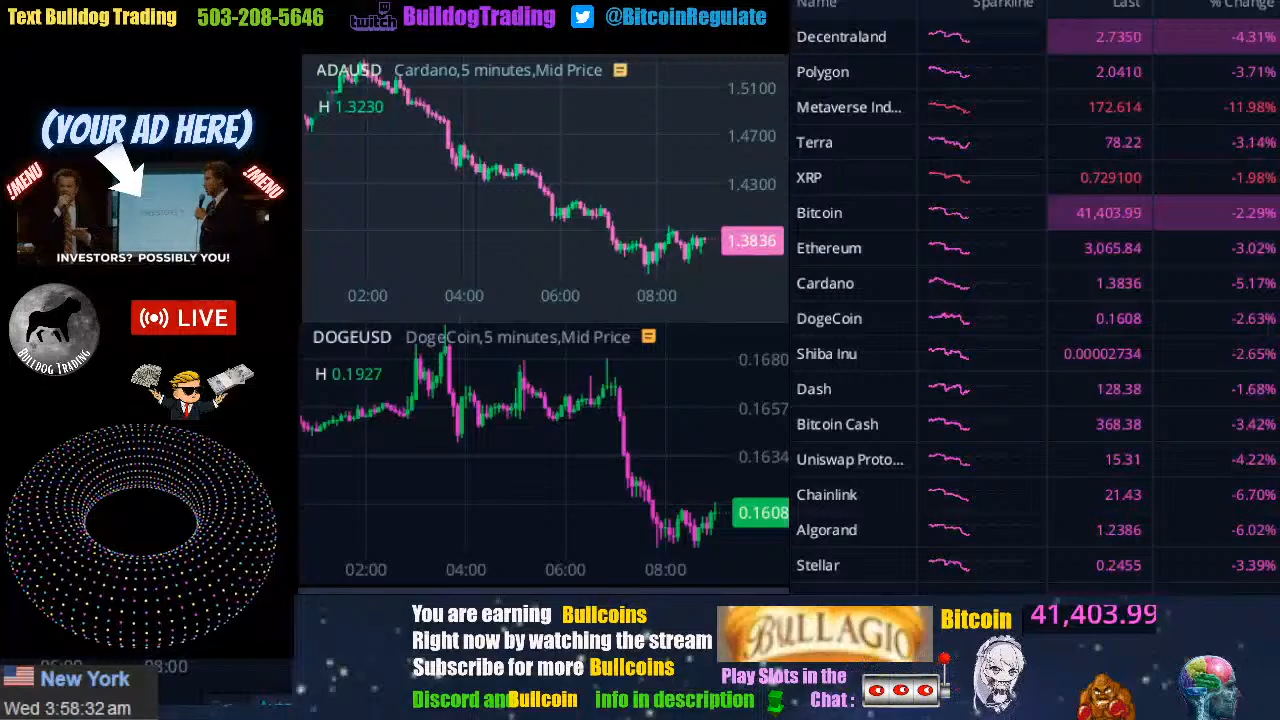 Text Bulldog Trading 503-208-5646 twitch BulldogTrading @BitcoinRegulate
(YOUR AD HERE)
!MENU
!MENU
INVESTORS?
INVESTORS? POSSIBLY YOU!
BULLDOG TRADING
LIVE
ADAUSD Cardano,5 minutes,Mid Price
H 1.3230
1.5100
1.4700
1.4300
1.3836
02:00 04:00 06:00 08:00
DOGEUSD DogeCoin,5 minutes,Mid Price
H 0.1927
0.1680
0.1657
0.1634
0.1608
02:00 04:00 06:00 08:00
Name Sparkline Last % Change
Decentraland 2.7350 -4.31%
Polygon 2.0410 -3.71%
Metaverse Ind... 172.614 -11.98%
Terra 78.22 -3.14%
XRP 0.729100 -1.98%
Bitcoin 41,403.99 -2.29%
Ethereum 3,065.84 -3.02%
Cardano 1.3836 -5.17%
DogeCoin 0.1608 -2.63%
Shiba Inu 0.00002734 -2.65%
Dash 128.38 -1.68%
Bitcoin Cash 368.38 -3.42%
Uniswap Proto... 15.31 -4.22%
Chainlink 21.43 -6.70%
Algorand 1.2386 -6.02%
Stellar 0.2455 -3.39%
You are earning Bullcoins
Right now by watching the stream
Subscribe for more Bullcoins
Discord and Bullcoin info in description
BULLAGIO
Play Slots in the
Chat :
Bitcoin 41,403.99
06:00 08:00
New York
Wed 3:58:32am